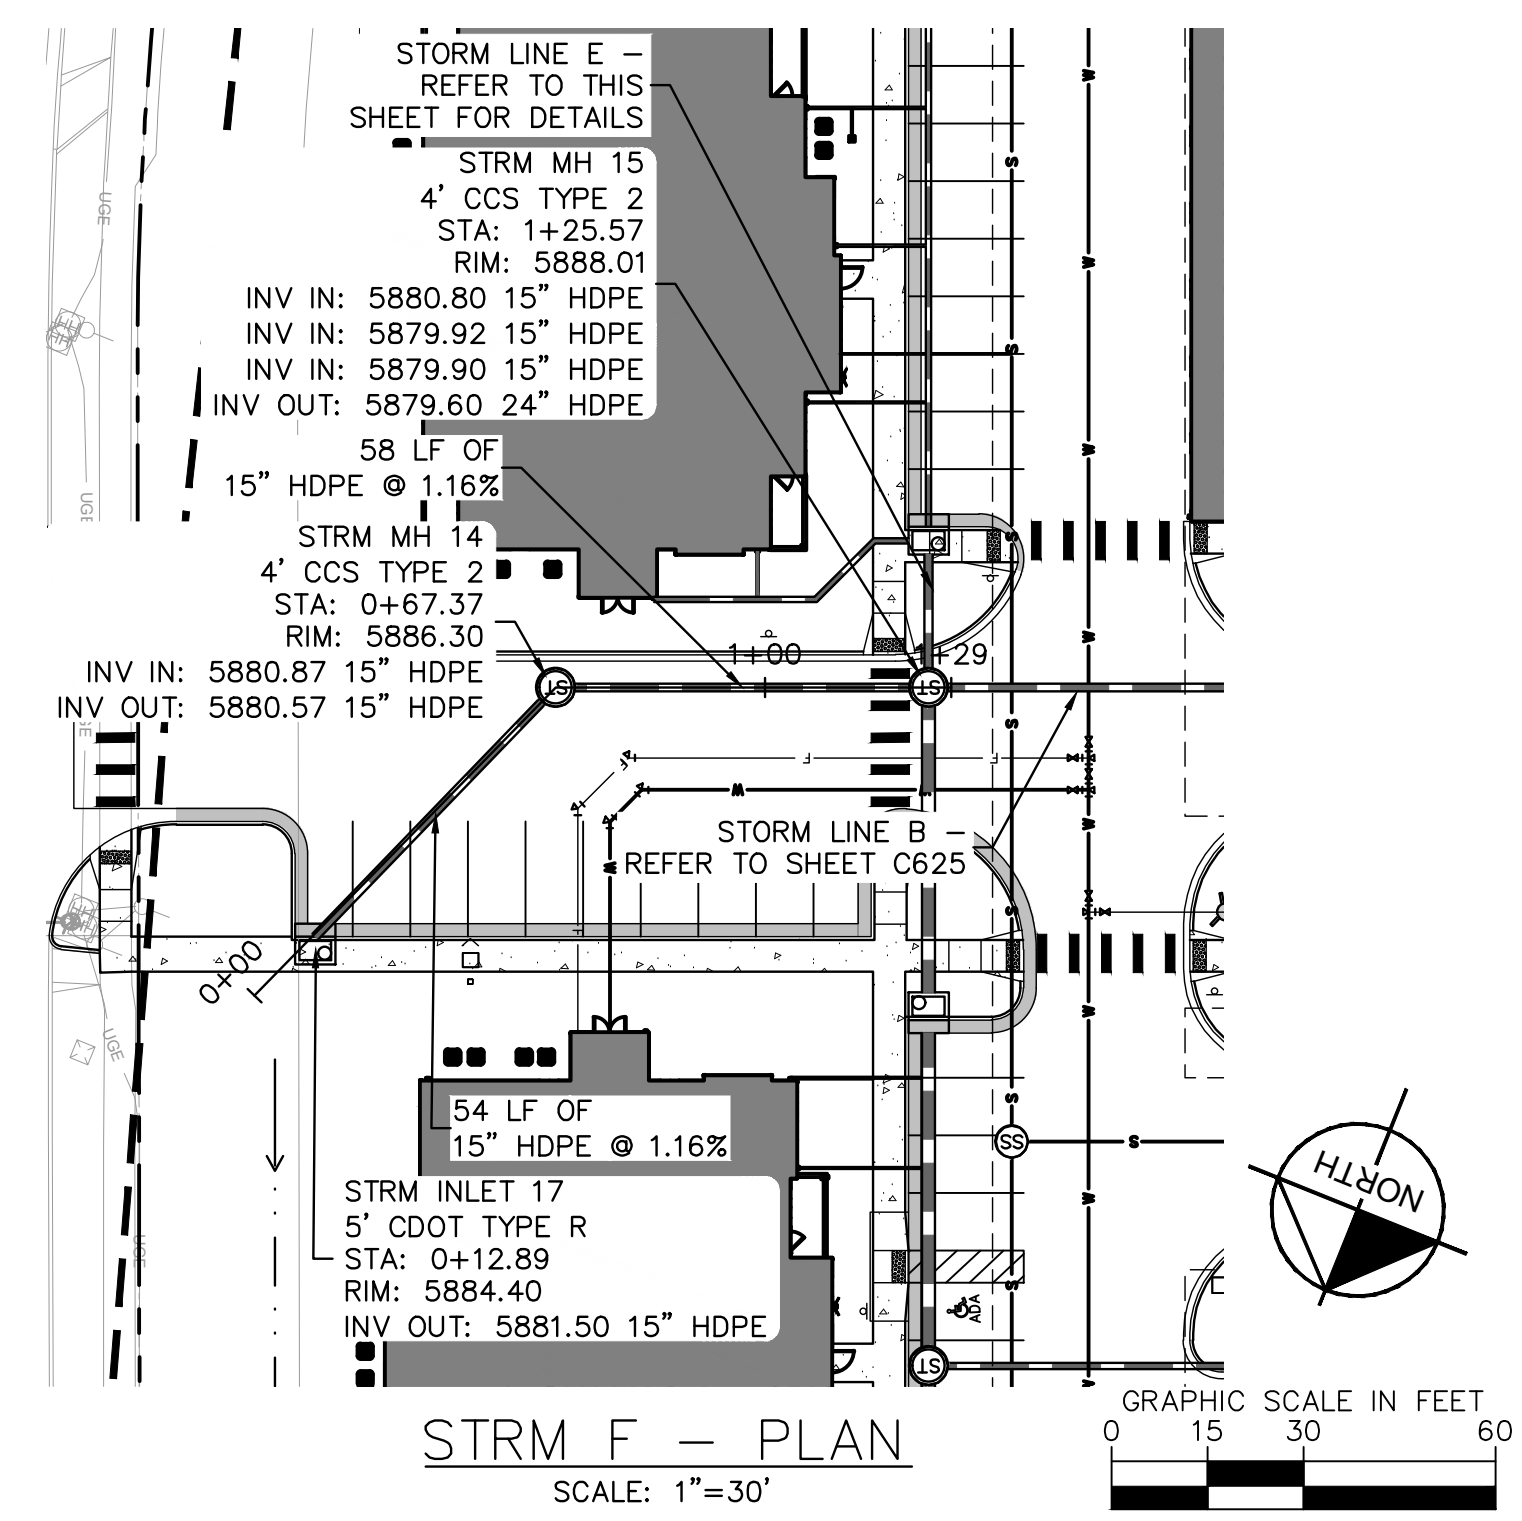 STORM LINE E –
REFER TO THIS
SHEET FOR DETAILS
STRM MH 15
4' CCS TYPE 2
STA: 1+25.57
RIM: 5888.01
INV IN: 5880.80 15" HDPE
INV IN: 5879.92 15" HDPE
INV IN: 5879.90 15" HDPE
INV OUT: 5879.60 24" HDPE
58 LF OF
15" HDPE @ 1.16%
STRM MH 14
4' CCS TYPE 2
STA: 0+67.37
RIM: 5886.30
INV IN: 5880.87 15" HDPE
INV OUT: 5880.57 15" HDPE
1+00
+29
ST
ST
STORM LINE B –
REFER TO SHEET C625
0+00
54 LF OF
15" HDPE @ 1.16%
STRM INLET 17
5' CDOT TYPE R
STA: 0+12.89
RIM: 5884.40
INV OUT: 5881.50 15" HDPE
UGE
UGE
UGE
UGE
W
W
W
W
W
W
W
W
W
W
S
S
S
S
S
S
S
S
F
F
F
SS
ADA
ST
NORTH
STRM F – PLAN
SCALE: 1"=30'
GRAPHIC SCALE IN FEET
0 15 30 60